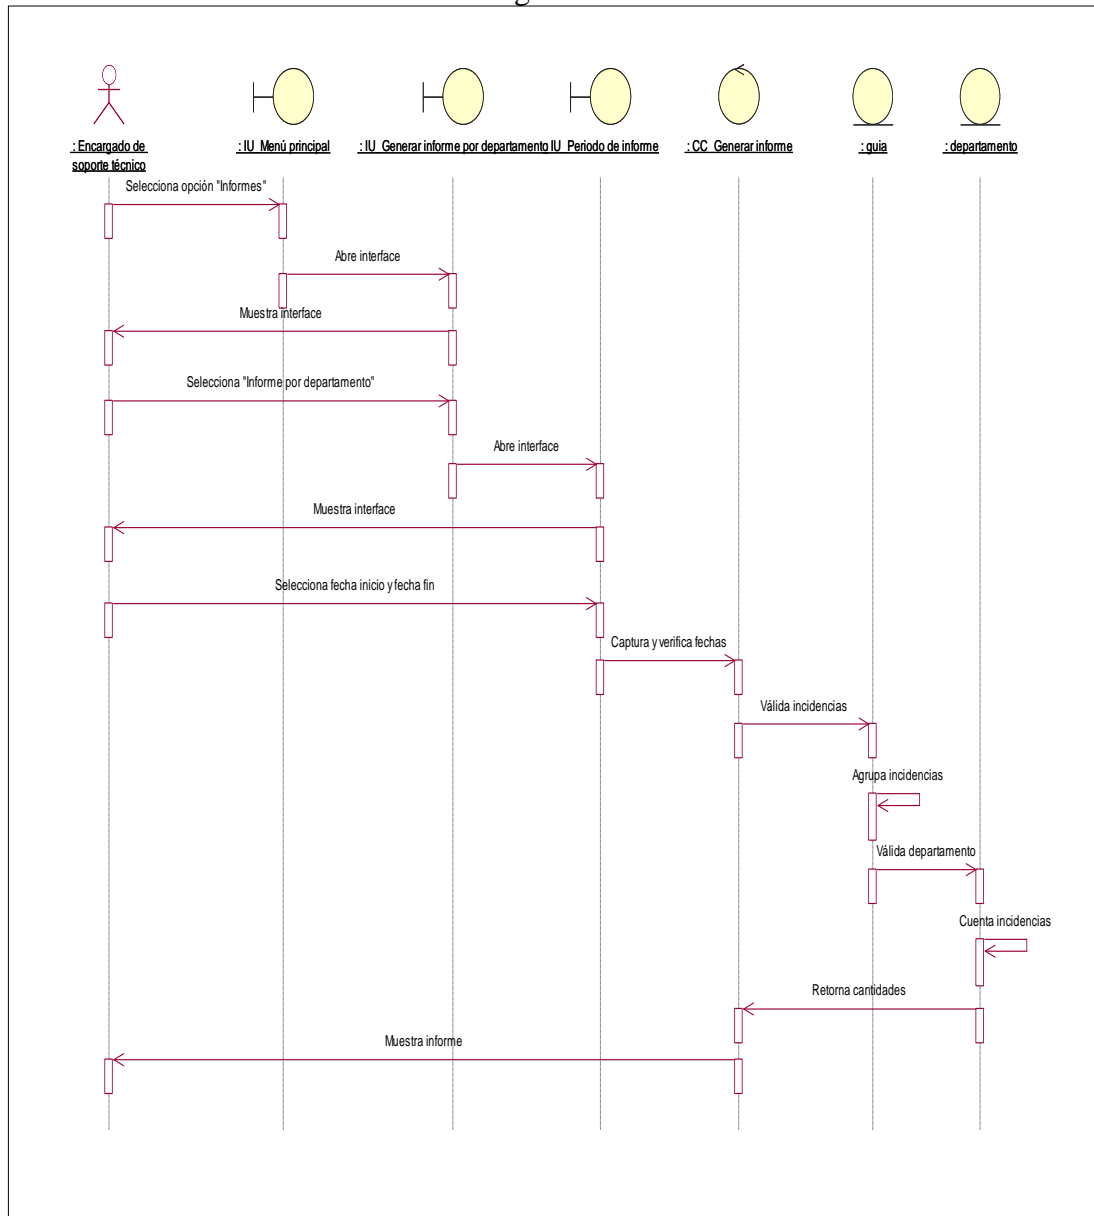 : Encargado de
soporte técnico
: IU_Menú principal
: IU_Generar informe por departamento
IU_Periodo de informe
: CC_Generar informe
: guia
: departamento
Selecciona opción "Informes"
Abre interface
Muestra interface
Selecciona "Informe por departamento"
Abre interface
Muestra interface
Selecciona fecha inicio y fecha fin
Captura y verifica fechas
Válida incidencias
Agrupa incidencias
Válida departamento
Cuenta incidencias
Retorna cantidades
Muestra informe